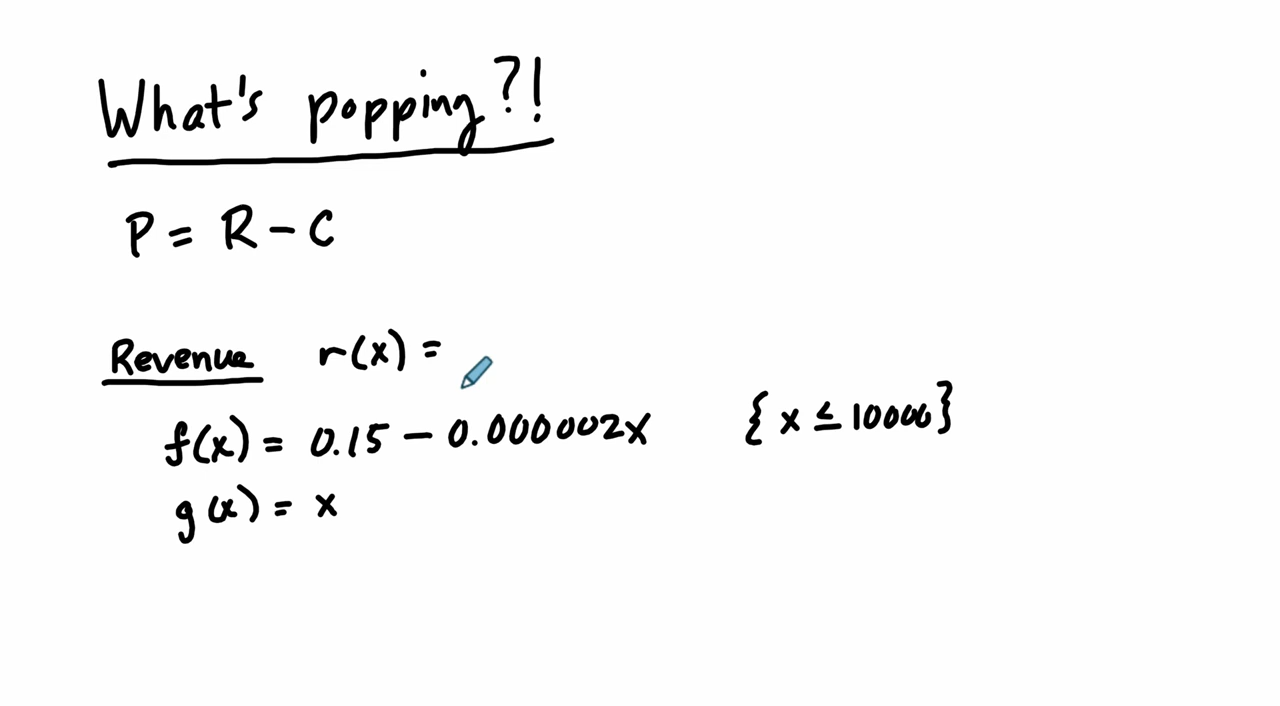 What's popping?!
P = R - C
Revenue r(x) =
f(x) = 0.15 - 0.000002x { x ≤ 10000 }
g(x) = x